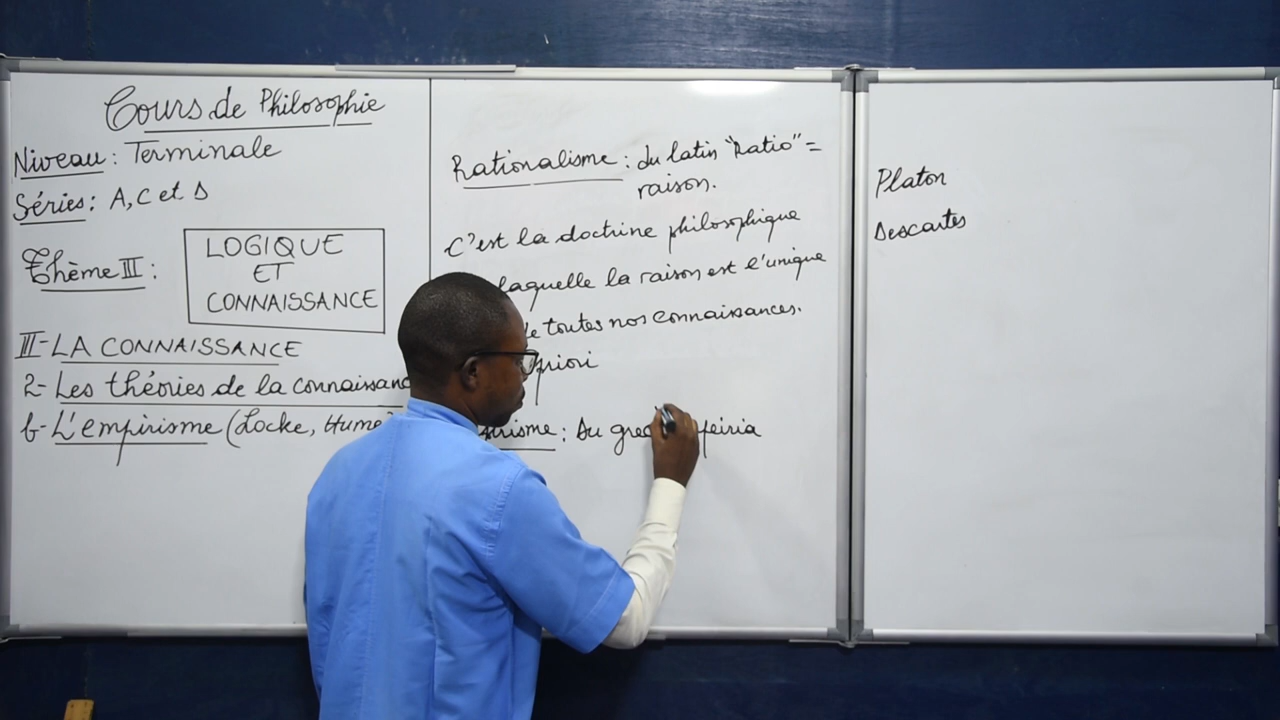 Cours de Philosophie
Niveau : Terminale
Séries : A, C et D
Thème III :
LOGIQUE
ET
CONNAISSANCE
III-LA CONNAISSANCE
2- Les théories de la connaissanc
b- L'empirisme (Locke, Hume
Rationalisme : du latin "Ratio" =
raison.
C'est la doctrine philosophique
laquelle la raison est l'unique
de toutes nos connaissances.
priori
: Du grec
Platon
Descartes